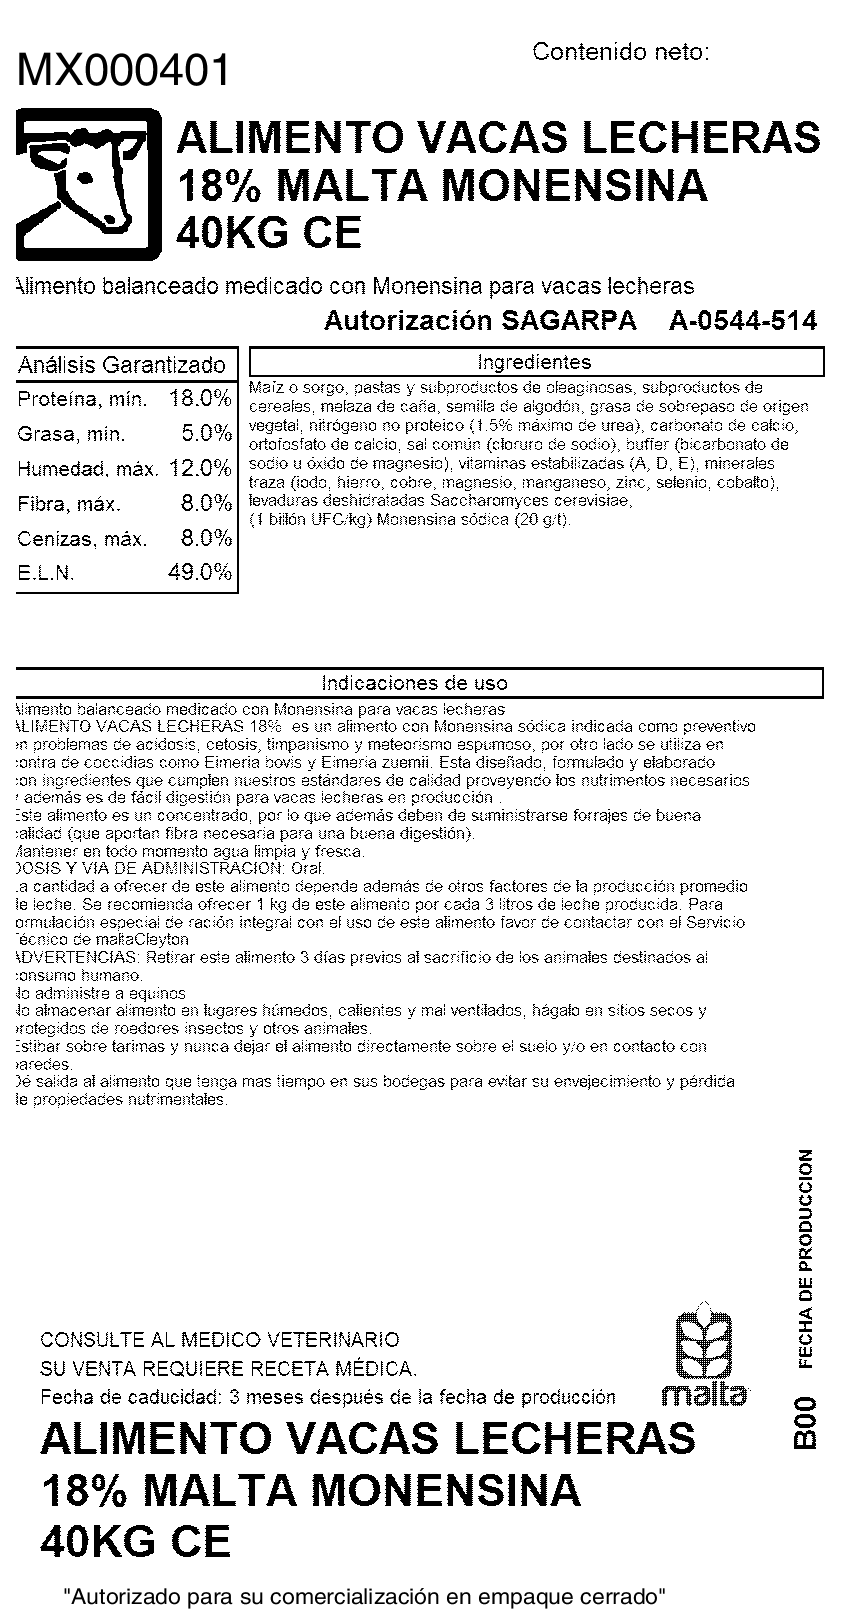 MX000401
Contenido neto:
ALIMENTO VACAS LECHERAS
18% MALTA MONENSINA
40KG CE
Alimento balanceado medicado con Monensina para vacas lecheras
Autorización SAGARPA A-0544-514
Análisis Garantizado
Proteína, mín. 18.0%
Grasa, mín. 5.0%
Humedad, máx. 12.0%
Fibra, máx. 8.0%
Cenizas, máx. 8.0%
E.L.N. 49.0%
Ingredientes
Maíz o sorgo, pastas y subproductos de oleaginosas, subproductos de
cereales, melaza de caña, semilla de algodón, grasa de sobrepaso de origen
vegetal, nitrógeno no proteico (1.5% máximo de urea), carbonato de calcio,
ortofosfato de calcio, sal común (cloruro de sodio), buffer (bicarbonato de
sodio u óxido de magnesio), vitaminas estabilizadas (A, D, E), minerales
traza (iodo, hierro, cobre, magnesio, manganeso, zinc, selenio, cobalto),
levaduras deshidratadas Saccharomyces cerevisiae,
(1 billón UFC/kg) Monensina sódica (20 g/t).
Indicaciones de uso
Alimento balanceado medicado con Monensina para vacas lecheras
ALIMENTO VACAS LECHERAS 18% es un alimento con Monensina sódica indicada como preventivo
en problemas de acidosis, cetosis, timpanismo y meteorismo espumoso, por otro lado se utiliza en
contra de coccidias como Eimeria bovis y Eimeria zuernii. Esta diseñado, formulado y elaborado
con ingredientes que cumplen nuestros estándares de calidad proveyendo los nutrimentos necesarios
y además es de fácil digestión para vacas lecheras en producción .
Este alimento es un concentrado, por lo que además deben de suministrarse forrajes de buena
calidad (que aportan fibra necesaria para una buena digestión).
Mantener en todo momento agua limpia y fresca.
DOSIS Y VIA DE ADMINISTRACION: Oral.
La cantidad a ofrecer de este alimento depende además de otros factores de la producción promedio
de leche. Se recomienda ofrecer 1 kg de este alimento por cada 3 litros de leche producida. Para
formulación especial de ración integral con el uso de este alimento favor de contactar con el Servicio
Técnico de maltaCleyton
ADVERTENCIAS: Retirar este alimento 3 días previos al sacrificio de los animales destinados al
consumo humano.
No administre a equinos
No almacenar alimento en lugares húmedos, calientes y mal ventilados, hágalo en sitios secos y
protegidos de roedores insectos y otros animales.
Estibar sobre tarimas y nunca dejar el alimento directamente sobre el suelo y/o en contacto con
paredes.
Dé salida al alimento que tenga mas tiempo en sus bodegas para evitar su envejecimiento y pérdida
de propiedades nutrimentales.
B00 FECHA DE PRODUCCION
CONSULTE AL MEDICO VETERINARIO
SU VENTA REQUIERE RECETA MÉDICA.
Fecha de caducidad: 3 meses después de la fecha de producción
malta
ALIMENTO VACAS LECHERAS
18% MALTA MONENSINA
40KG CE
"Autorizado para su comercialización en empaque cerrado"